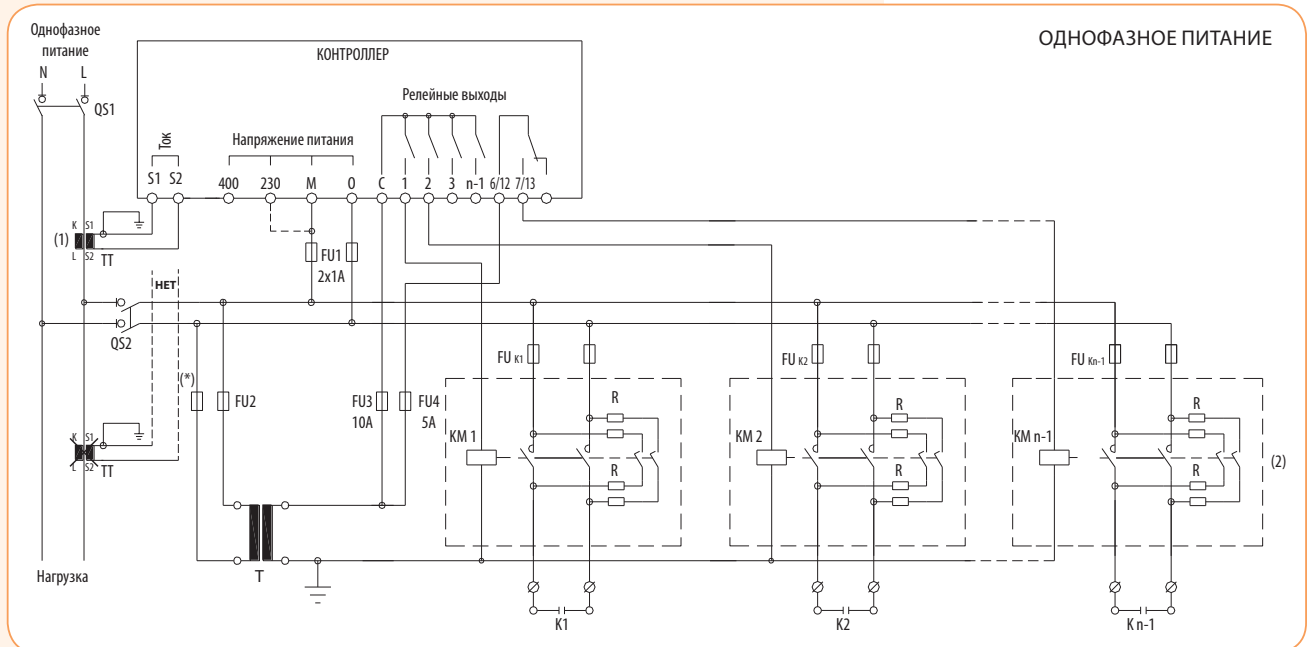 Однофазное
питание
ОДНОФАЗНОЕ ПИТАНИЕ
КОНТРОЛЛЕР
N L
QS1
Релейные выходы
Ток
Напряжение питания
S1 S2 400 230 M 0 C 1 2 3 n-1 6/12 7/13
K S1
(1)
L S2 TT
FU1
2x1A
НЕТ
QS2
FU K1
FU K2
FU Kn-1
(*)
FU2
FU3
10A
FU4
5A
R
R
R
K S1
L S2 TT
KM 1
KM 2
KM n-1
(2)
R
R
R
T
Нагрузка
K1
K2
K n-1